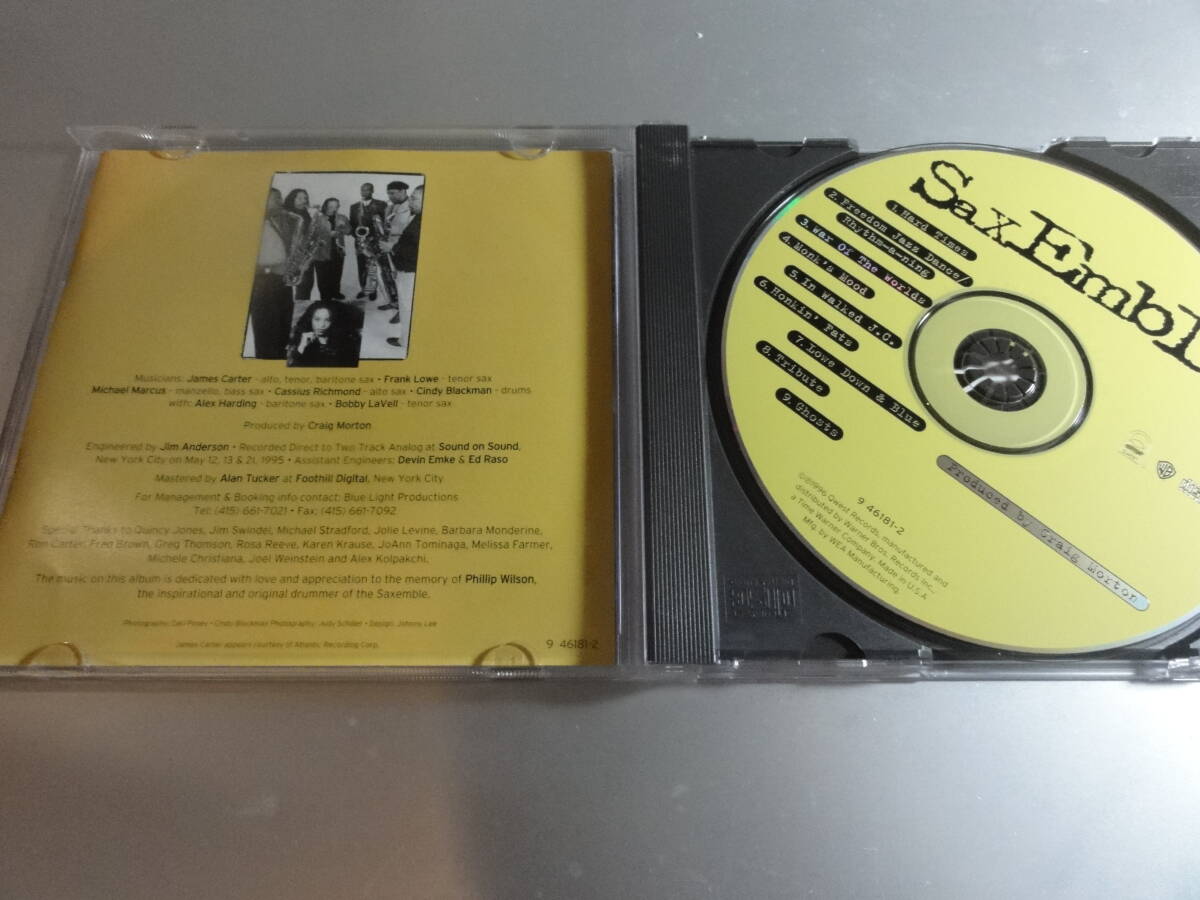 Musicians: James Carter - alto, tenor, baritone sax • Frank Lowe - tenor sax
Michael Marcus - manzello, bass sax • Cassius Richmond - alto sax • Cindy Blackman - drums
with: Alex Harding - baritone sax • Bobby LaVell - tenor sax
Produced by Craig Morton
Engineered by Jim Anderson • Recorded Direct to Two Track Analog at Sound on Sound,
New York City on May 12, 13 & 21, 1995 • Assistant Engineers: Devin Emke & Ed Raso
Mastered by Alan Tucker at Foothill Digital, New York City
For Management & Booking info contact: Blue Light Productions
Tel: (415) 661-7021 • Fax: (415) 661-7092
Special Thanks to Quincy Jones, Jim Swindel, Michael Stradford, Jolie Levine, Barbara Monderine,
Ron Carter, Fred Brown, Greg Thomson, Rosa Reeve, Karen Krause, JoAnn Tominaga, Melissa Farmer,
Michele Christiana, Joel Weinstein and Alex Kolpakchi.
The music on this album is dedicated with love and appreciation to the memory of Phillip Wilson,
the inspirational and original drummer of the Saxemble.
Cindy Blackman Photography: Judy Schiller • Design: Johnny Lee
James Carter appears courtesy of Atlantic Recording Corp.
9 46181-2
SaxEmbl
1. Hard Times
2. Freedom Jazz Dance/
Rhythm-a-ning
3. War Of The Worlds
4. Monk's Mood
5. In Walked J.C.
6. Honkin' Fats
7. Lowe Down & Blue
8. Tribute
9. Ghosts
Produced by Craig Morton
9 46181-2
©℗1996 Qwest Records, manufactured and
distributed by Warner Bros. Records Inc.,
a Time Warner Company. Made in U.S.A
Mfg. by WEA Manufacturing.
disc